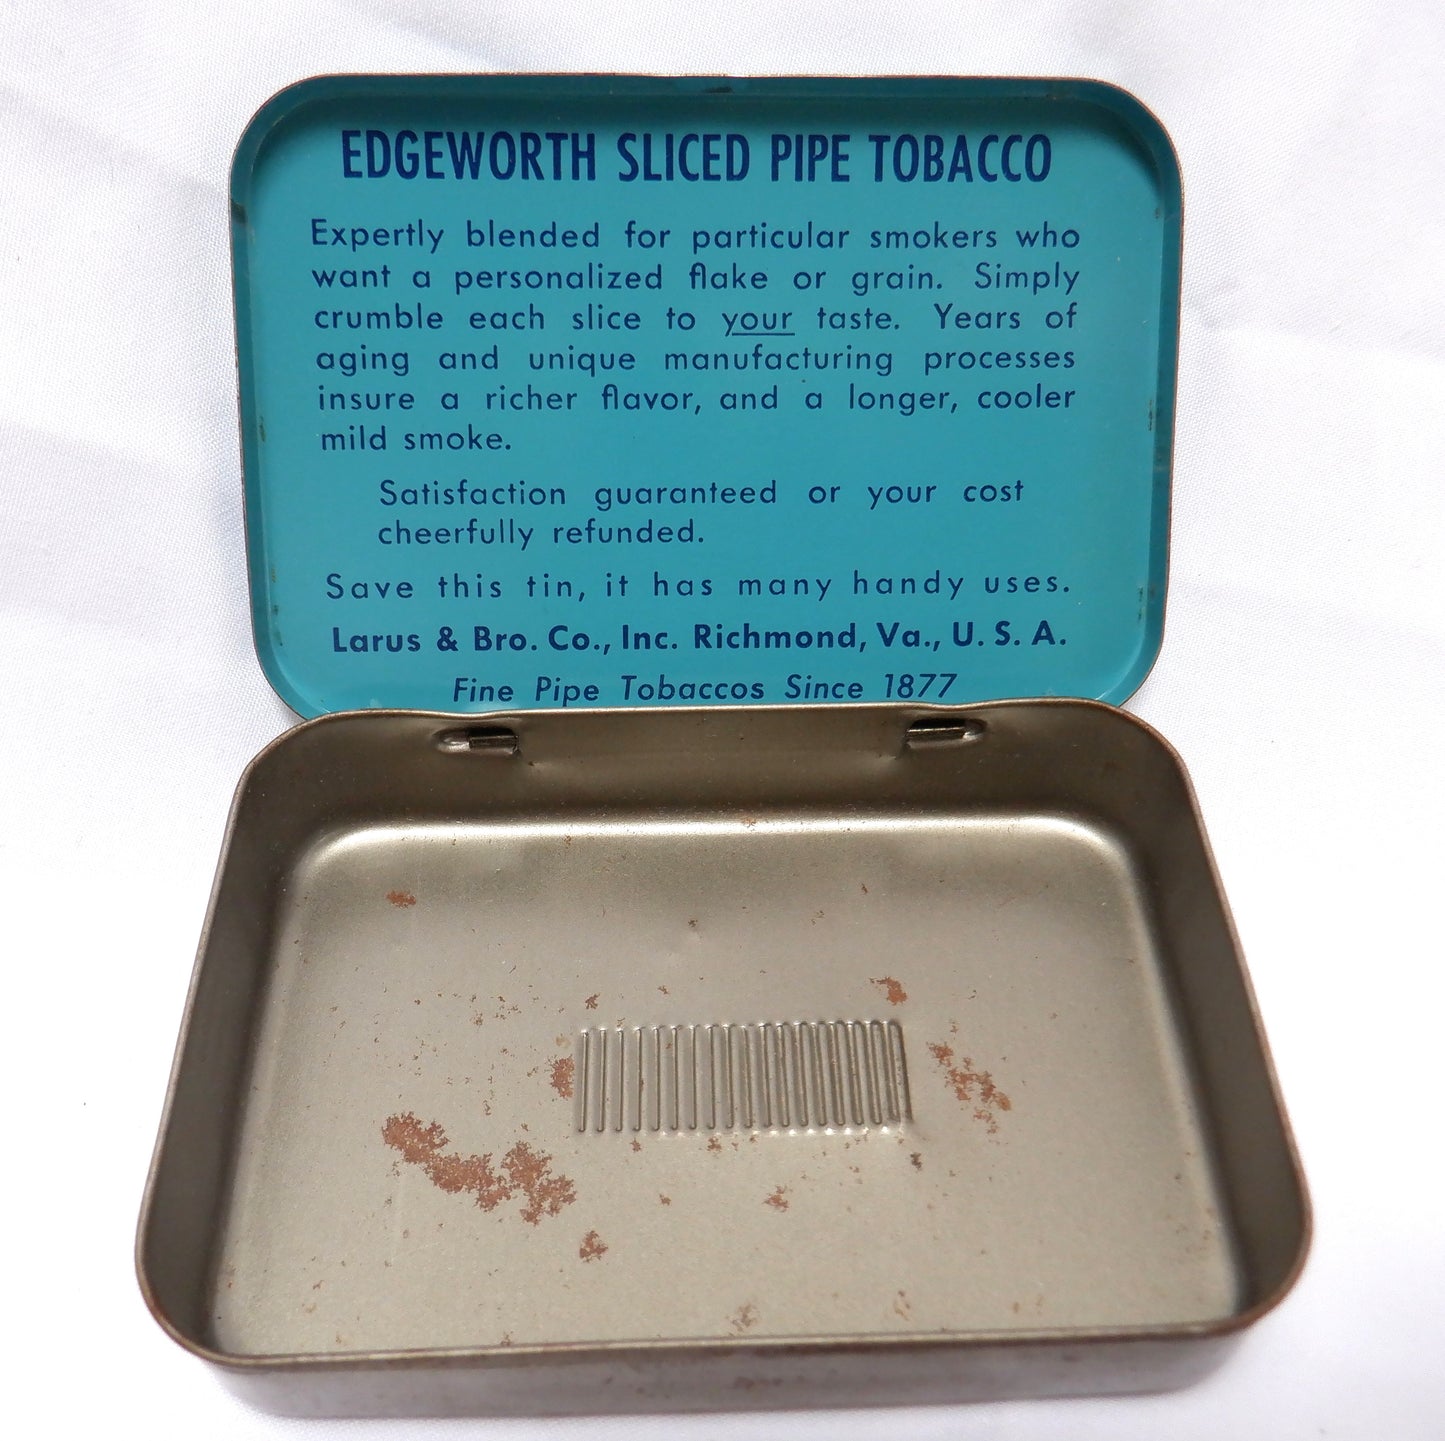 EDGEWORTH SLICED PIPE TOBACCO
Expertly blended for particular smokers who
want a personalized flake or grain. Simply
crumble each slice to your taste. Years of
aging and unique manufacturing processes
insure a richer flavor, and a longer, cooler
mild smoke.
Satisfaction guaranteed or your cost
cheerfully refunded.
Save this tin, it has many handy uses.
Larus & Bro. Co., Inc. Richmond, Va., U. S. A.
Fine Pipe Tobaccos Since 1877